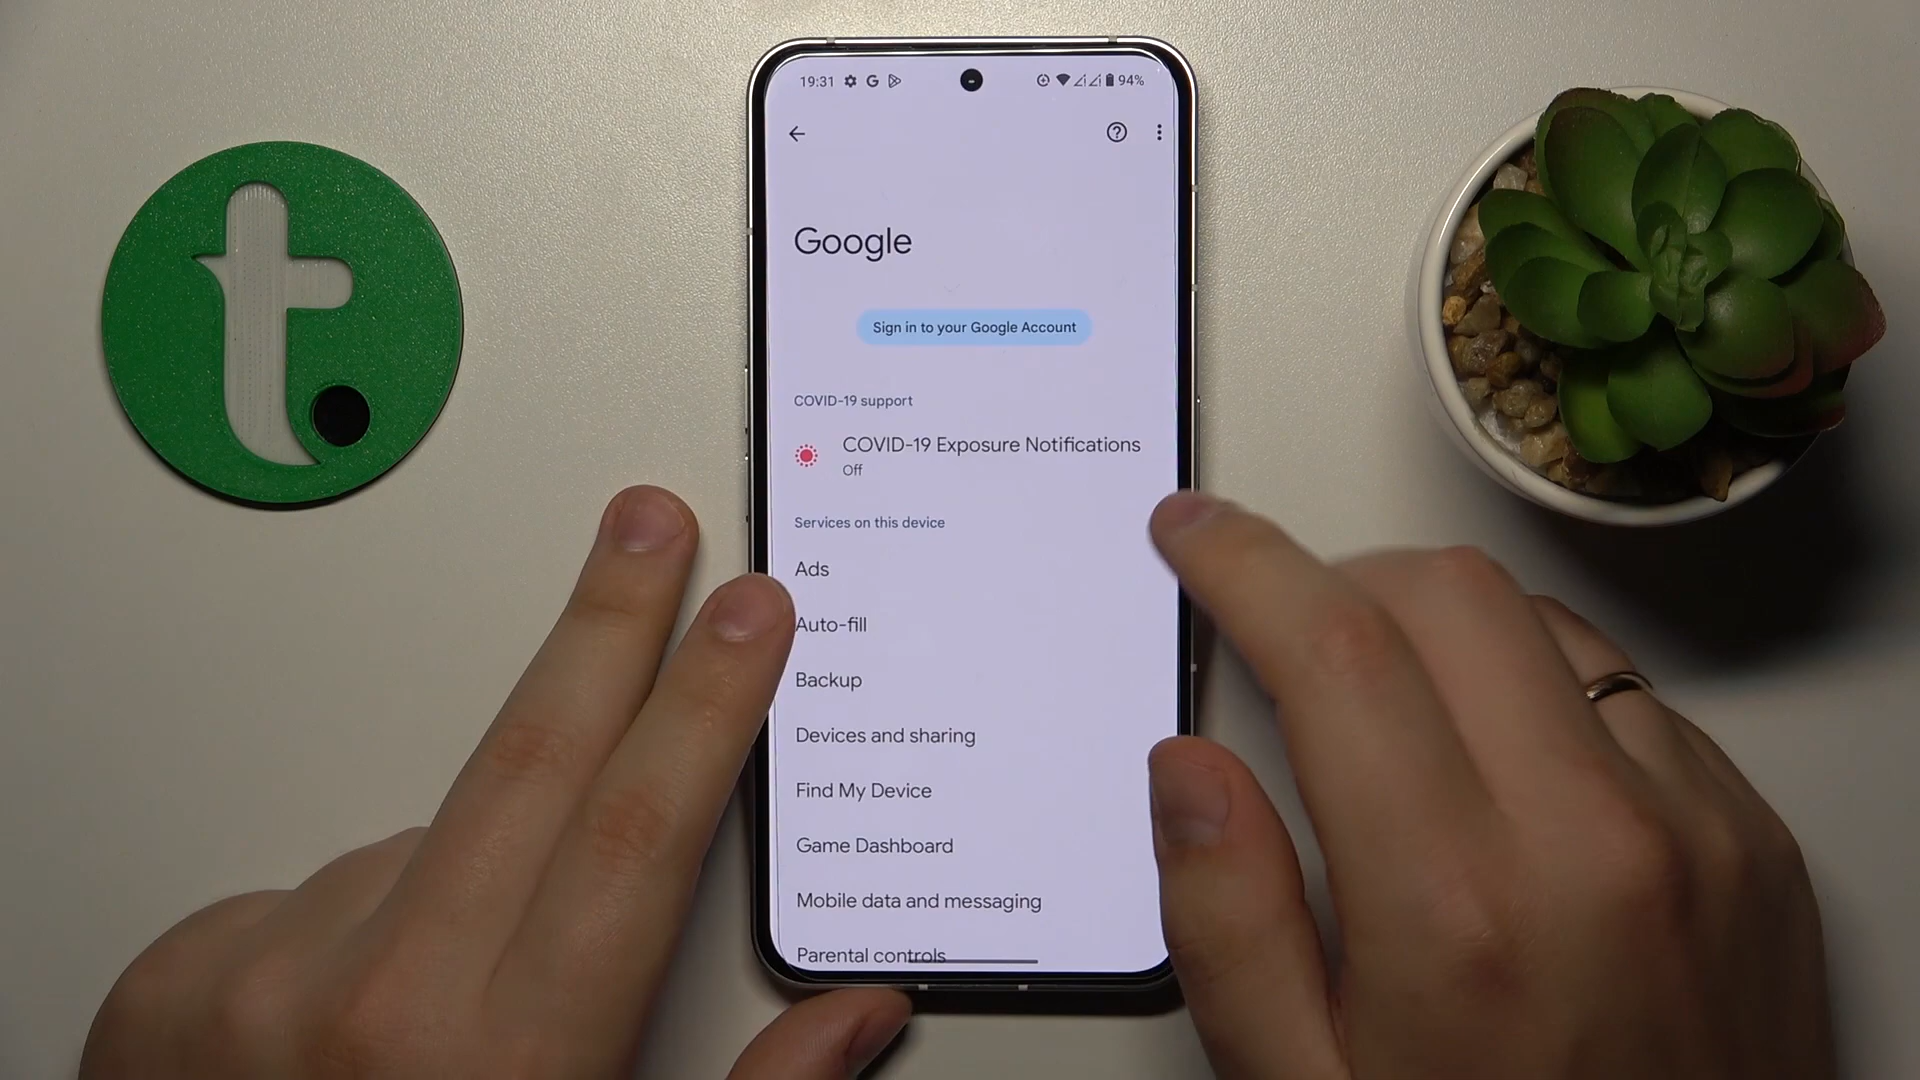 19:31 94%
Google
Sign in to your Google Account
COVID-19 support
COVID-19 Exposure Notifications
Off
Services on this device
Ads
Auto-fill
Backup
Devices and sharing
Find My Device
Game Dashboard
Mobile data and messaging
Parental controls
t.